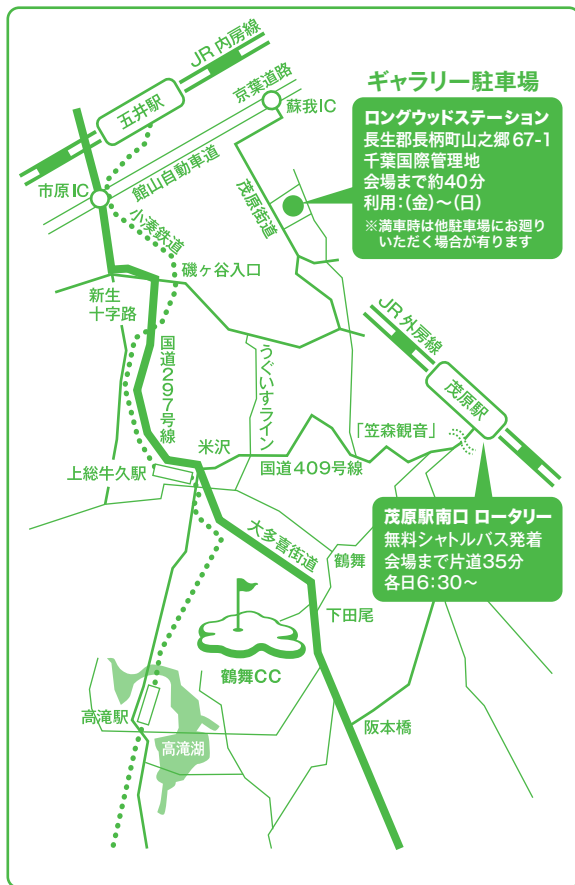 JR内房線
五井駅
京葉道路
蘇我IC
ギャラリー駐車場
ロングウッドステーション
長生郡長柄町山之郷67-1
千葉国際管理地
会場まで約40分
利用:(金)〜(日)
※満車時は他駐車場にお廻り
いただく場合が有ります
市原IC
館山自動車道
茂原街道
小湊鉄道
磯ヶ谷入口
新生
十字路
国道297号線
うぐいすライン
JR外房線
茂原駅
「笠森観音」
米沢
国道409号線
上総牛久駅
茂原駅南口 ロータリー
無料シャトルバス発着
会場まで片道35分
各日6:30〜
大多喜街道
鶴舞
下田尾
鶴舞CC
高滝駅
高滝湖
阪本橋